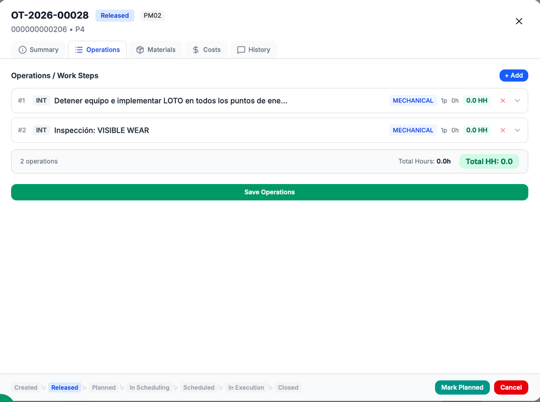 OT-2026-00028 Released PM02
000000000206 • P4
Summary Operations Materials Costs History
Operations / Work Steps + Add
#1 INT Detener equipo e implementar LOTO en todos los puntos de ene... MECHANICAL 1p 0h 0.0 HH
#2 INT Inspección: VISIBLE WEAR MECHANICAL 1p 0h 0.0 HH
2 operations Total Hours: 0.0h Total HH: 0.0
Save Operations
Created Released Planned In Scheduling Scheduled In Execution Closed Mark Planned Cancel